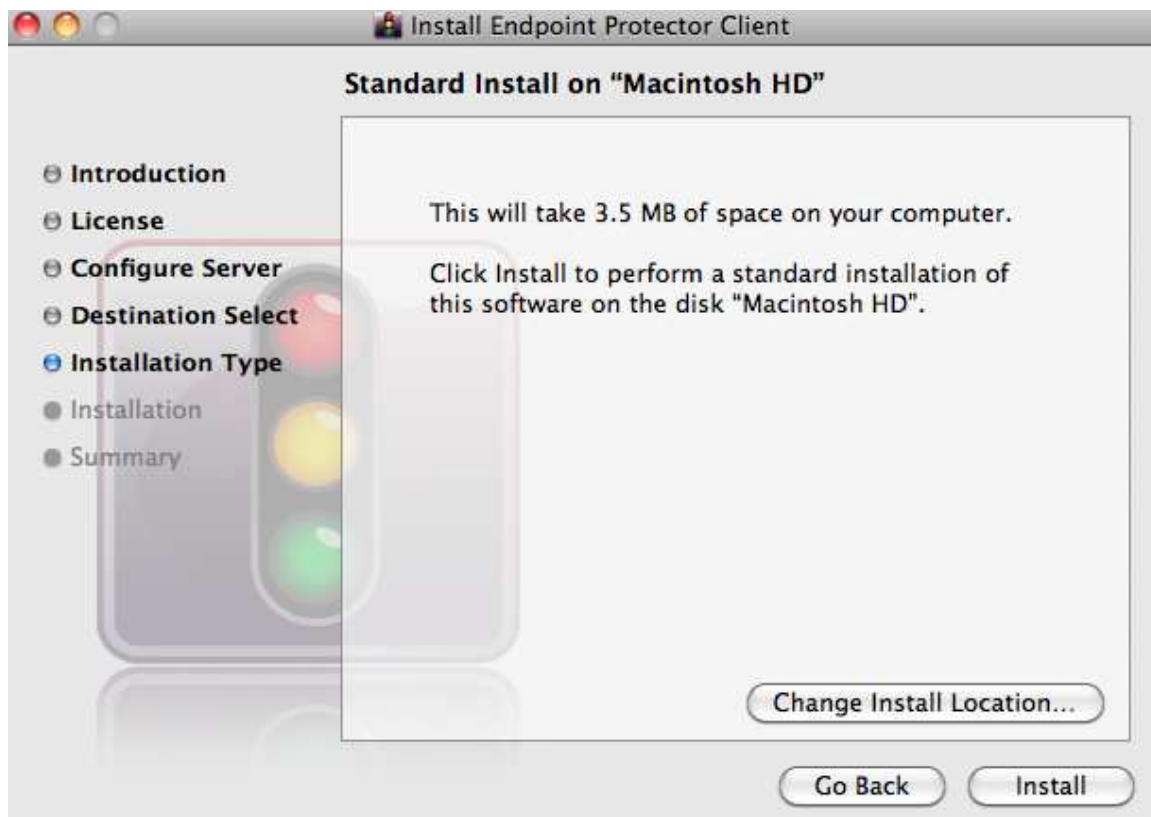 Install Endpoint Protector Client
Standard Install on “Macintosh HD”
Introduction
License
Configure Server
Destination Select
Installation Type
Installation
Summary
This will take 3.5 MB of space on your computer.
Click Install to perform a standard installation of
this software on the disk “Macintosh HD”.
Change Install Location...
Go Back
Install